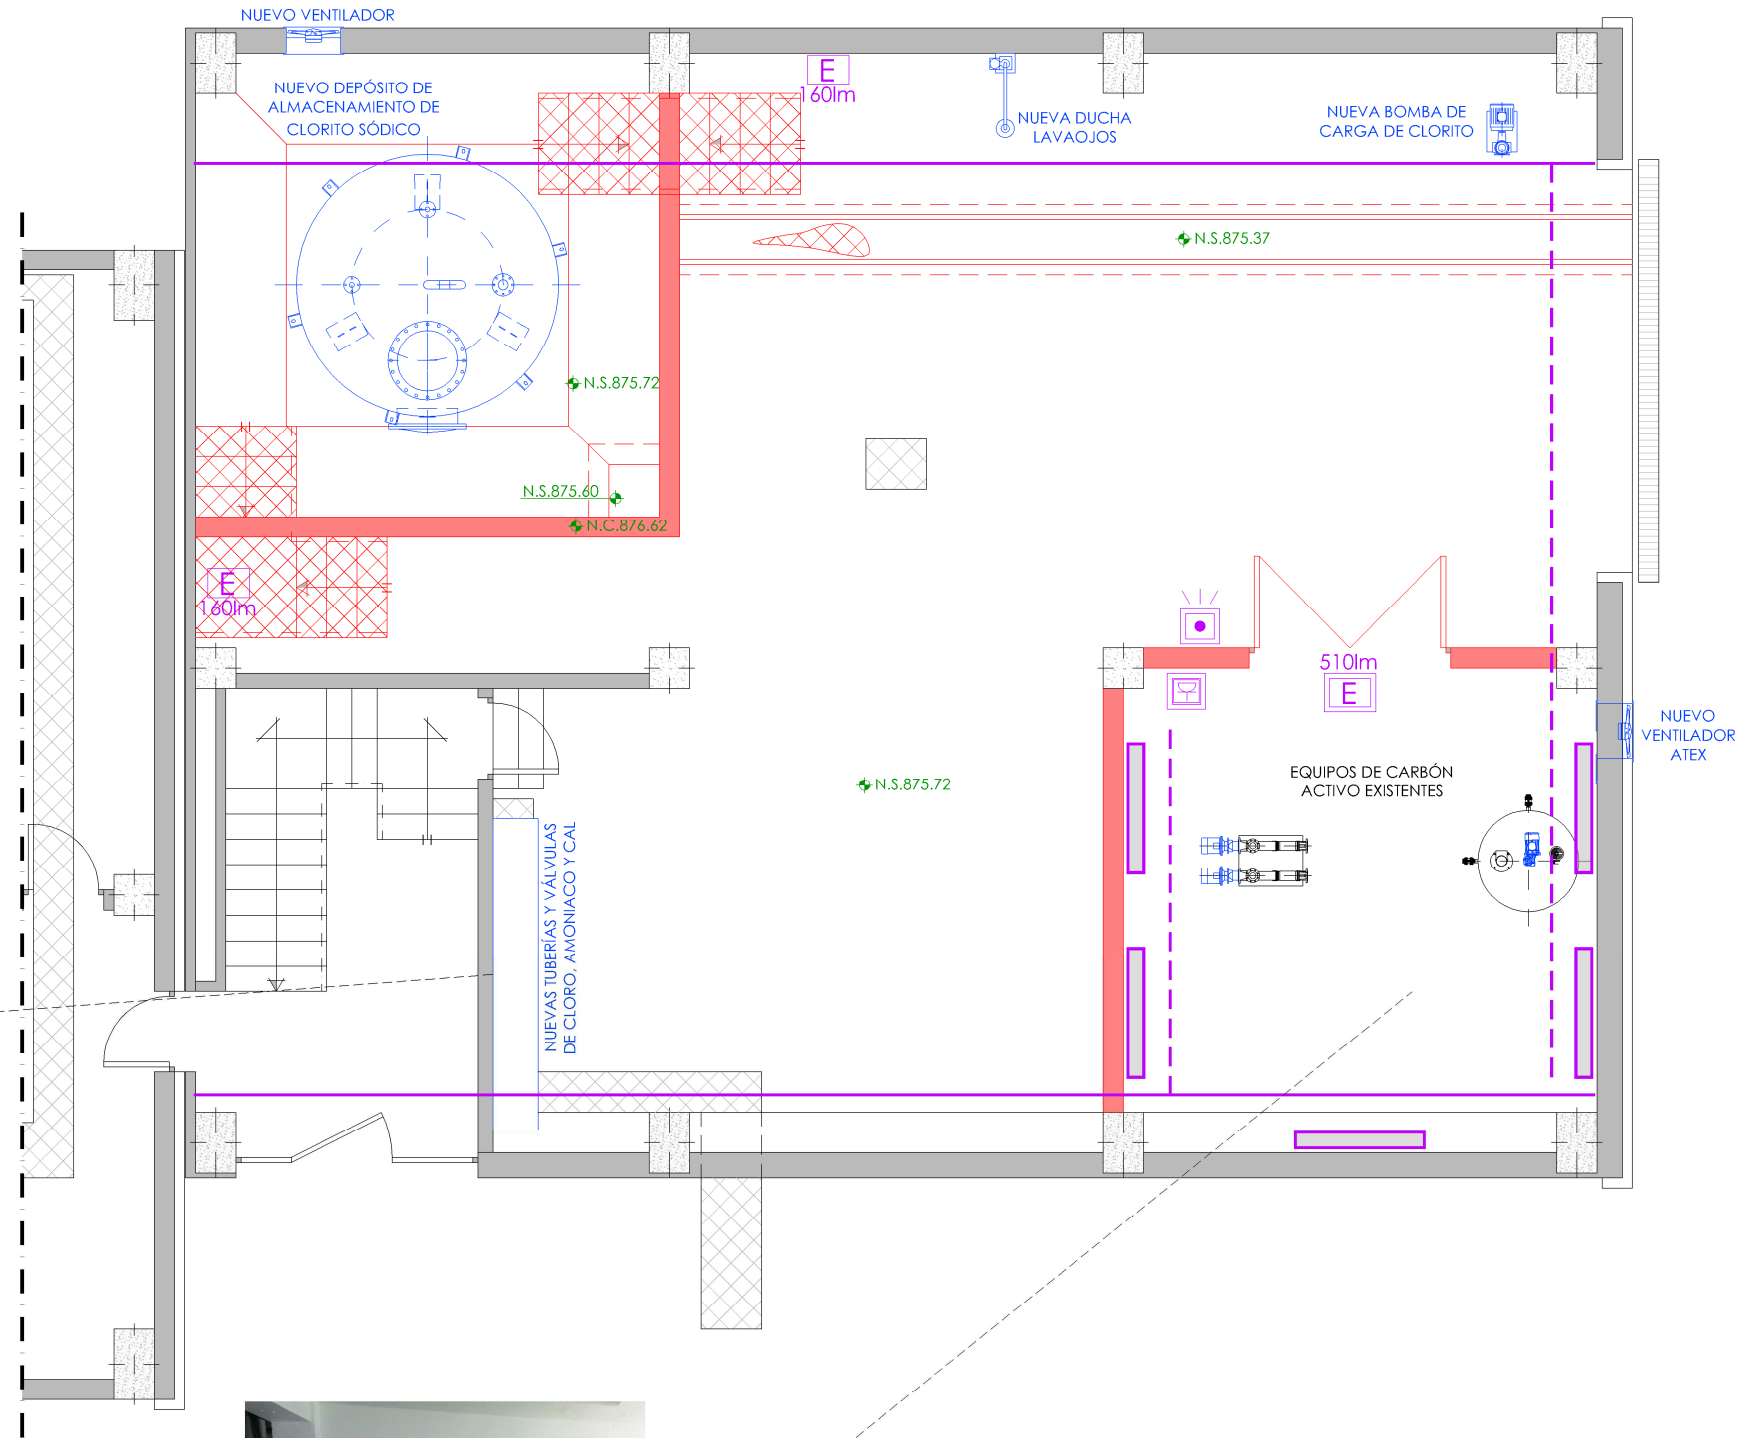 NUEVO VENTILADOR
NUEVO DEPÓSITO DE
ALMACENAMIENTO DE
CLORITO SÓDICO
E
160lm
NUEVA DUCHA
LAVAOJOS
NUEVA BOMBA DE
CARGA DE CLORITO
N.S.875.37
N.S.875.72
N.S.875.60
N.C.876.62
E
160lm
510lm
E
NUEVO
VENTILADOR
ATEX
EQUIPOS DE CARBÓN
ACTIVO EXISTENTES
N.S.875.72
NUEVAS TUBERÍAS Y VÁLVULAS
DE CLORO, AMONIACO Y CAL